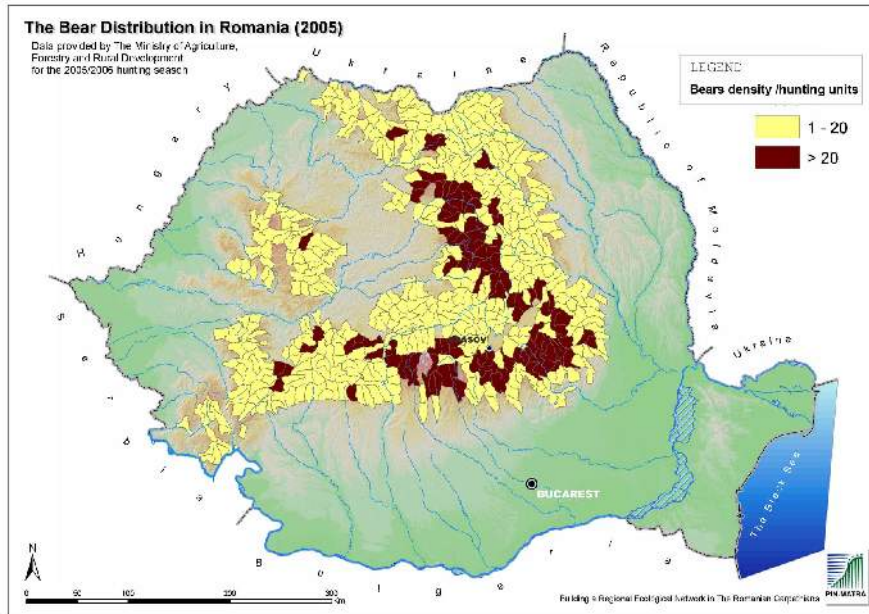 The Bear Distribution in Romania (2005)
Data provided by The Ministry of Agriculture,
Forestry and Rural Development
for the 2005/2006 hunting season
LEGEND
Bears density /hunting units
1 - 20
> 20
Ukraine
Republic of Moldavia
Hungary
Serbia
Bulgaria
Ukraine
The Black Sea
BUCAREST
N
0 50 100 200 300
Km
Building a Regional Ecological Network in The Romanian Carpathians
PIN-MATRA